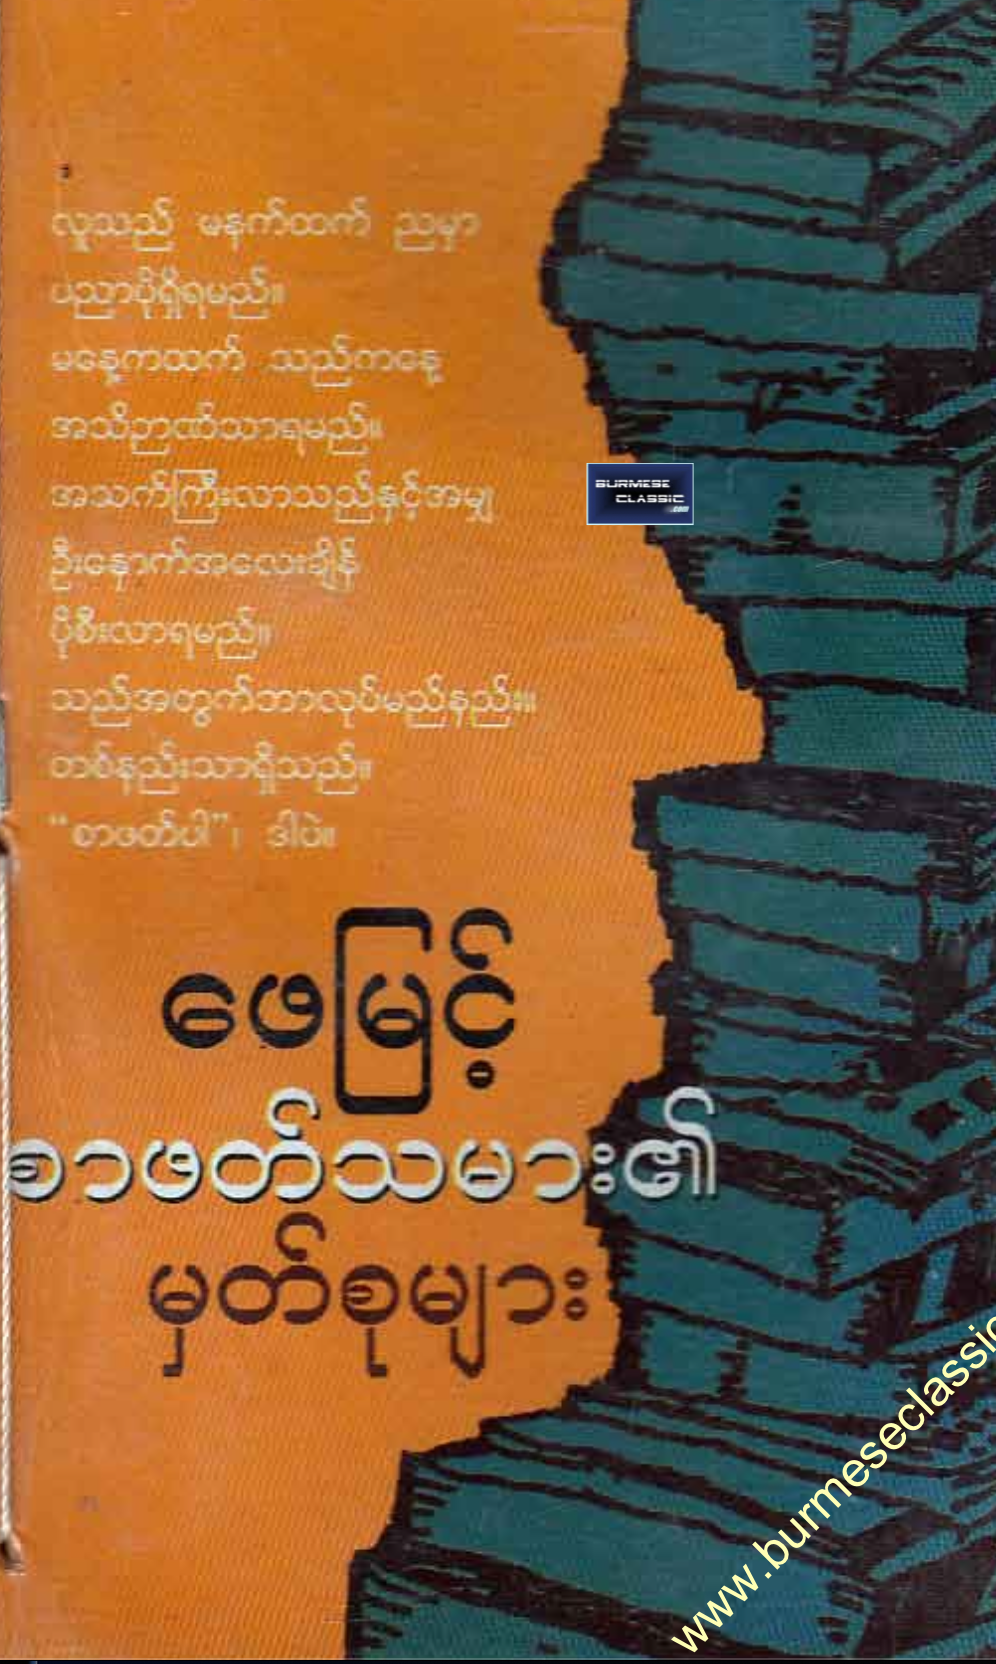 လူသည် မနက်ထက် ညမှာ
ပညာပိုရှိရမည်။
မနေ့ကထက် သည်ကနေ့
အသိဉာဏ်သာရမည်။
အသက်ကြီးလာသည်နှင့်အမျှ
ဦးနှောက်အလေးချိန်
ပိုစီးလာရမည်။
သည်အတွက်ဘာလုပ်မည်နည်း။
တစ်နည်းသာရှိသည်။
“စာဖတ်ပါ”၊ ဒါပဲ။
BURMESE
CLASSIC
.com
ဖေမြင့်
စာဖတ်သမား၏
မှတ်စုများ
www.burmeseclassic